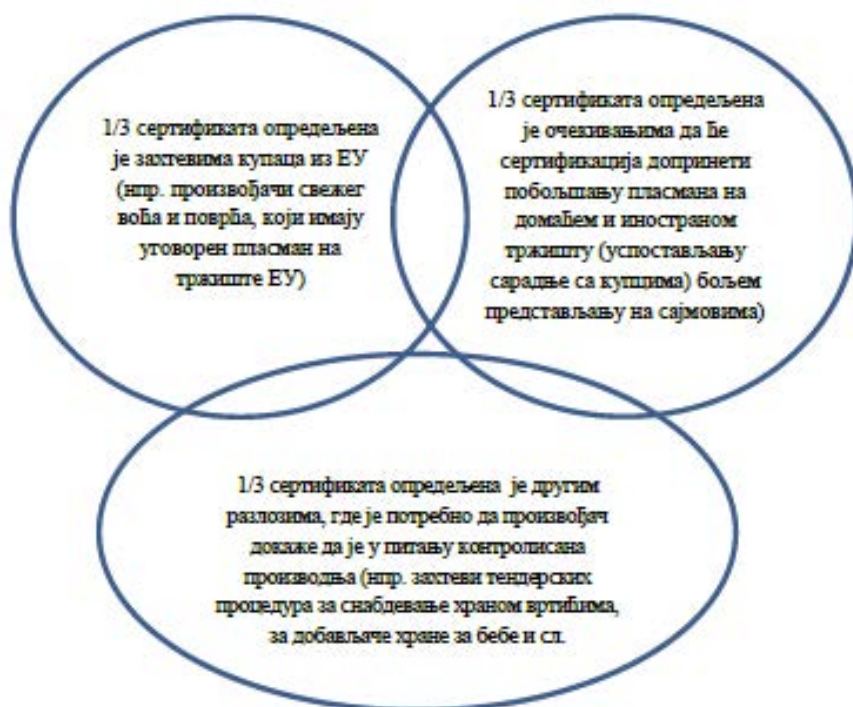 1/3 сертификата опредељена
је захтевима купаца из ЕУ
(нпр. произвођачи свежег
воћа и поврћа, који имају
уговорен пласман на
тржиште ЕУ)
1/3 сертификата опредељена
је очекивањима да ће
сертификација допринети
побољшању пласмана на
домаћем и иностраном
тржишту (успостављању
сарадње са купцима) бољем
представљању на сајмовима)
1/3 сертификата опредељена је другим
разлозима, где је потребно да произвођач
докаже да је у питању контролисана
производња (нпр. захтеви тендерских
процедура за снабдевање храном вртићима,
за добављаче хране за бебе и сл.